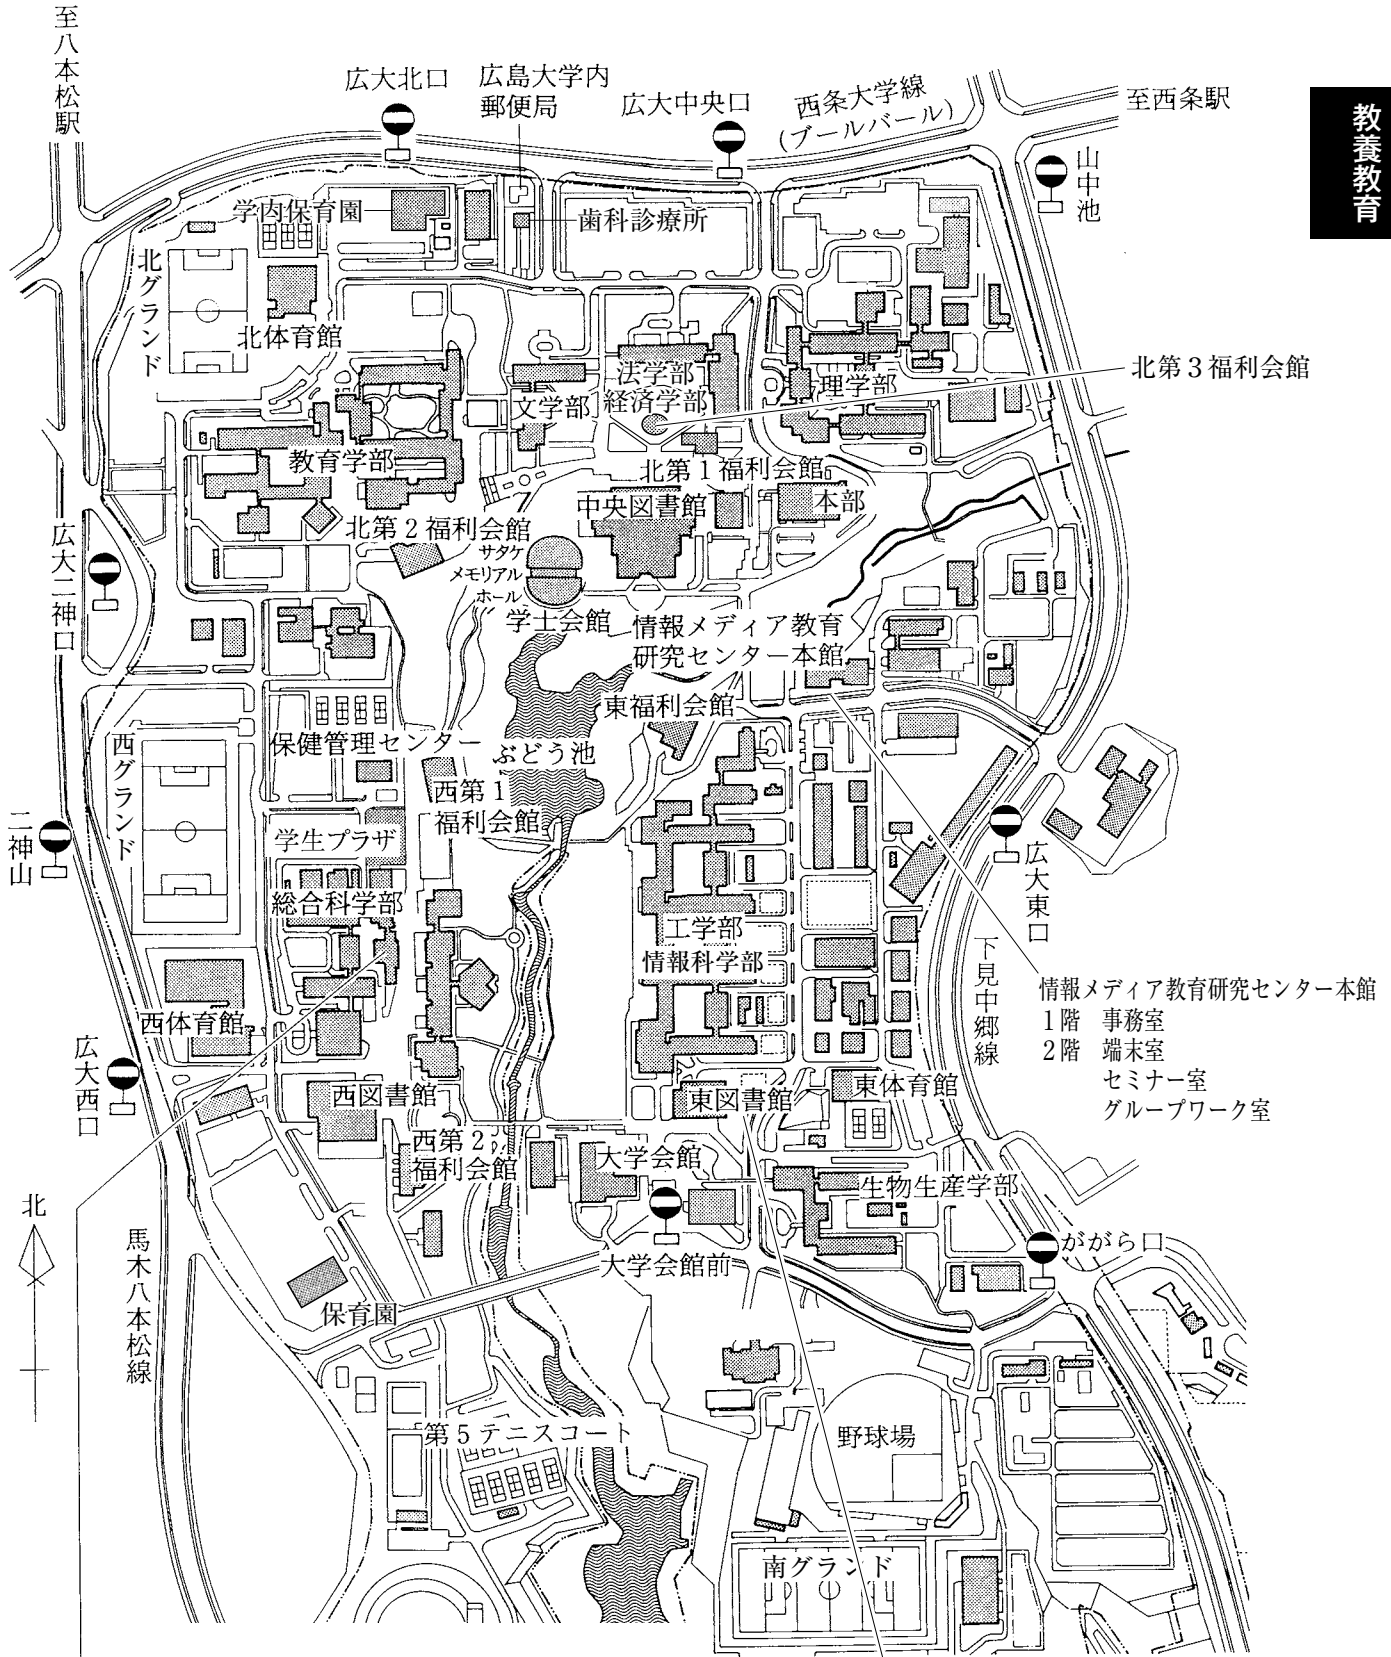 至八本松駅
広大北口
広島大学内
郵便局
広大中央口
西条大学線
(ブールバール)
至西条駅
教養教育
山中池
学内保育園
歯科診療所
北グランド
北体育館
法学部
経済学部
文学部
理学部
北第3福利会館
教育学部
北第1福利会館
中央図書館
本部
北第2福利会館
サタケ
メモリアル
ホール
学士会館
広大二神口
情報メディア教育
研究センター本館
東福利会館
西グランド
保健管理センター
ぶどう池
西第1
福利会館
二神山
学生プラザ
広大東口
総合科学部
工学部
情報科学部
下見中郷線
情報メディア教育研究センター本館
1階 事務室
2階 端末室
セミナー室
グループワーク室
西体育館
広大西口
西図書館
東図書館
東体育館
西第2
福利会館
大学会館
生物生産学部
北
馬木八本松線
大学会館前
ががら口
保育園
第5テニスコート
野球場
南グランド